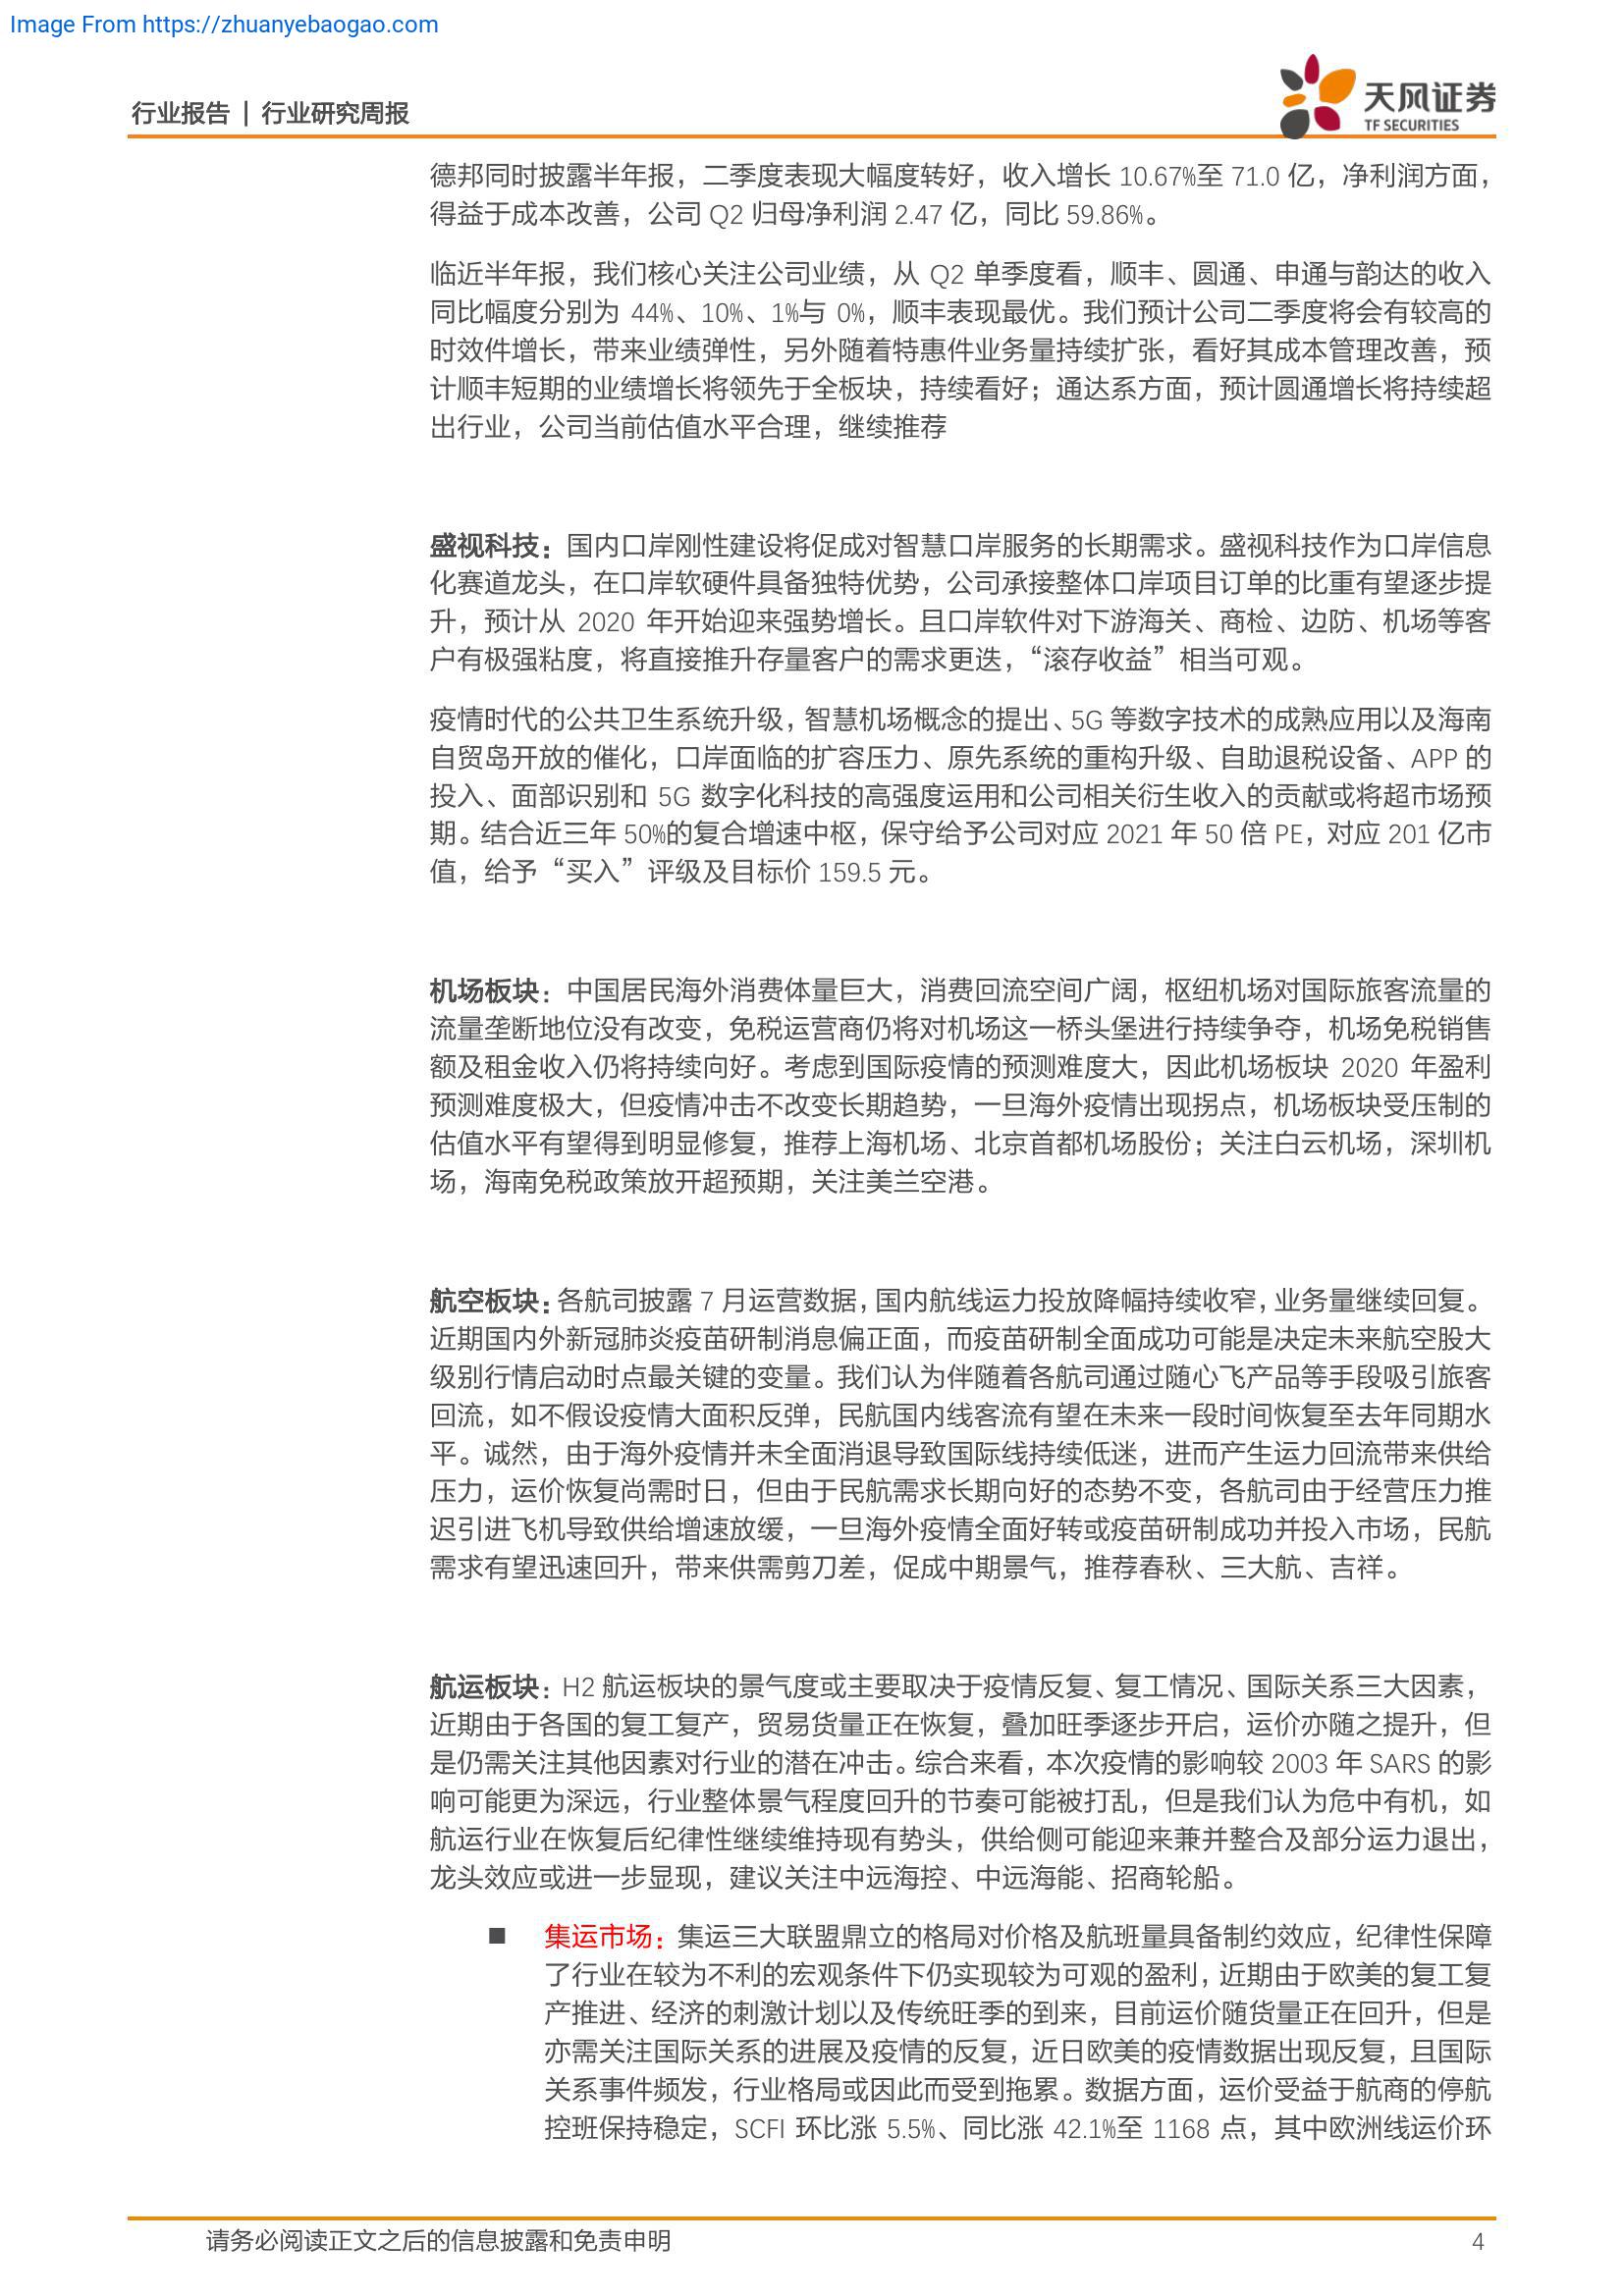 Image From https://zhuanyebaogao.com
行业报告 | 行业研究周报
天风证券
TF SECURITIES
德邦同时披露半年报，二季度表现大幅度转好，收入增长 10.67%至 71.0 亿，净利润方面，
得益于成本改善，公司 Q2 归母净利润 2.47 亿，同比 59.86%。
临近半年报，我们核心关注公司业绩，从 Q2 单季度看，顺丰、圆通、申通与韵达的收入
同比幅度分别为 44%、10%、1%与 0%，顺丰表现最优。我们预计公司二季度将会有较高的
时效件增长，带来业绩弹性，另外随着特惠件业务量持续扩张，看好其成本管理改善，预
计顺丰短期的业绩增长将领先于全板块，持续看好；通达系方面，预计圆通增长将持续超
出行业，公司当前估值水平合理，继续推荐
盛视科技：国内口岸刚性建设将促成对智慧口岸服务的长期需求。盛视科技作为口岸信息
化赛道龙头，在口岸软硬件具备独特优势，公司承接整体口岸项目订单的比重有望逐步提
升，预计从 2020 年开始迎来强势增长。且口岸软件对下游海关、商检、边防、机场等客
户有极强粘度，将直接推升存量客户的需求更迭，“滚存收益”相当可观。
疫情时代的公共卫生系统升级，智慧机场概念的提出、5G 等数字技术的成熟应用以及海南
自贸岛开放的催化，口岸面临的扩容压力、原先系统的重构升级、自助退税设备、APP 的
投入、面部识别和 5G 数字化科技的高强度运用和公司相关衍生收入的贡献或将超市场预
期。结合近三年 50%的复合增速中枢，保守给予公司对应 2021 年 50 倍 PE，对应 201 亿市
值，给予“买入”评级及目标价 159.5 元。
机场板块：中国居民海外消费体量巨大，消费回流空间广阔，枢纽机场对国际旅客流量的
流量垄断地位没有改变，免税运营商仍将对机场这一桥头堡进行持续争夺，机场免税销售
额及租金收入仍将持续向好。考虑到国际疫情的预测难度大，因此机场板块 2020 年盈利
预测难度极大，但疫情冲击不改变长期趋势，一旦海外疫情出现拐点，机场板块受压制的
估值水平有望得到明显修复，推荐上海机场、北京首都机场股份；关注白云机场，深圳机
场，海南免税政策放开超预期，关注美兰空港。
航空板块：各航司披露 7 月运营数据，国内航线运力投放降幅持续收窄，业务量继续回复。
近期国内外新冠肺炎疫苗研制消息偏正面，而疫苗研制全面成功可能是决定未来航空股大
级别行情启动时点最关键的变量。我们认为伴随着各航司通过随心飞产品等手段吸引旅客
回流，如不假设疫情大面积反弹，民航国内线客流有望在未来一段时间恢复至去年同期水
平。诚然，由于海外疫情并未全面消退导致国际线持续低迷，进而产生运力回流带来供给
压力，运价恢复尚需时日，但由于民航需求长期向好的态势不变，各航司由于经营压力推
迟引进飞机导致供给增速放缓，一旦海外疫情全面好转或疫苗研制成功并投入市场，民航
需求有望迅速回升，带来供需剪刀差，促成中期景气，推荐春秋、三大航、吉祥。
航运板块：H2 航运板块的景气度或主要取决于疫情反复、复工情况、国际关系三大因素，
近期由于各国的复工复产，贸易货量正在恢复，叠加旺季逐步开启，运价亦随之提升，但
是仍需关注其他因素对行业的潜在冲击。综合来看，本次疫情的影响较 2003 年 SARS 的影
响可能更为深远，行业整体景气程度回升的节奏可能被打乱，但是我们认为危中有机，如
航运行业在恢复后纪律性继续维持现有势头，供给侧可能迎来兼并整合及部分运力退出，
龙头效应或进一步显现，建议关注中远海控、中远海能、招商轮船。
■ 集运市场：集运三大联盟鼎立的格局对价格及航班量具备制约效应，纪律性保障
了行业在较为不利的宏观条件下仍实现较为可观的盈利，近期由于欧美的复工复
产推进、经济的刺激计划以及传统旺季的到来，目前运价随货量正在回升，但是
亦需关注国际关系的进展及疫情的反复，近日欧美的疫情数据出现反复，且国际
关系事件频发，行业格局或因此而受到拖累。数据方面，运价受益于航商的停航
控班保持稳定，SCFI 环比涨 5.5%、同比涨 42.1%至 1168 点，其中欧洲线运价环
请务必阅读正文之后的信息披露和免责申明
4